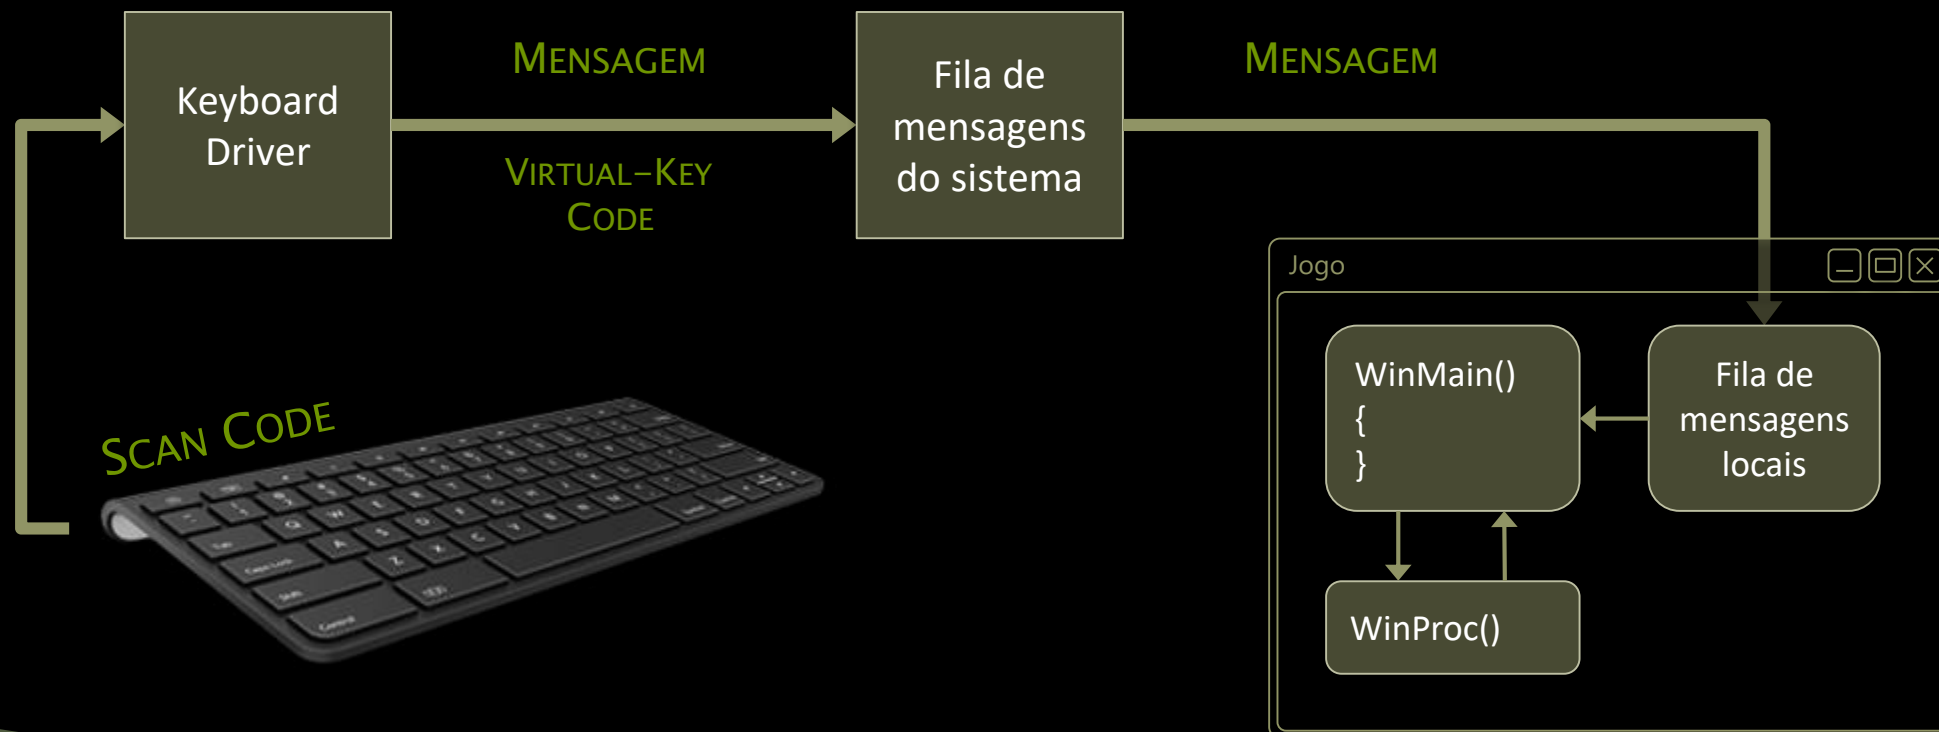 Keyboard
Driver
MENSAGEM
VIRTUAL-KEY
CODE
Fila de
mensagens
do sistema
MENSAGEM
SCAN CODE
Jogo
WinMain()
{
}
Fila de
mensagens
locais
WinProc()